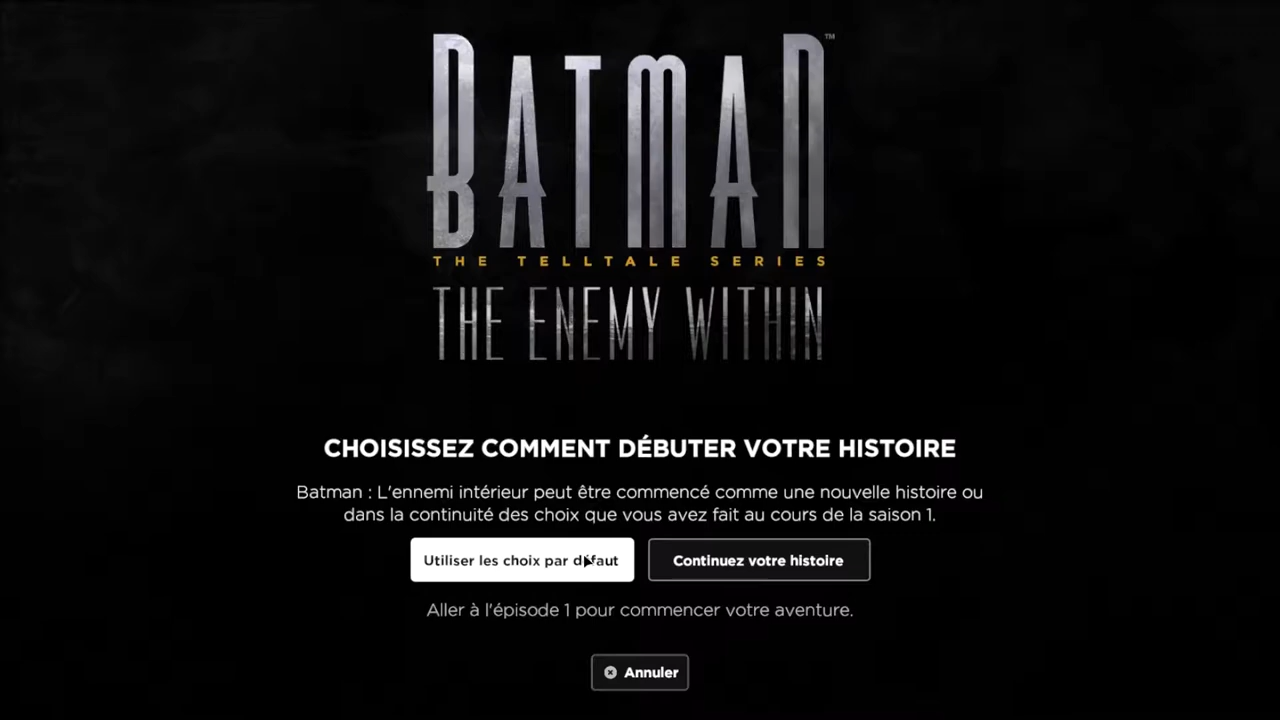 BATMAN™
THE TELLTALE SERIES
THE ENEMY WITHIN
CHOISISSEZ COMMENT DÉBUTER VOTRE HISTOIRE
Batman : L'ennemi intérieur peut être commencé comme une nouvelle histoire ou
dans la continuité des choix que vous avez fait au cours de la saison 1.
Utiliser les choix par défaut
Continuez votre histoire
Aller à l'épisode 1 pour commencer votre aventure.
Annuler